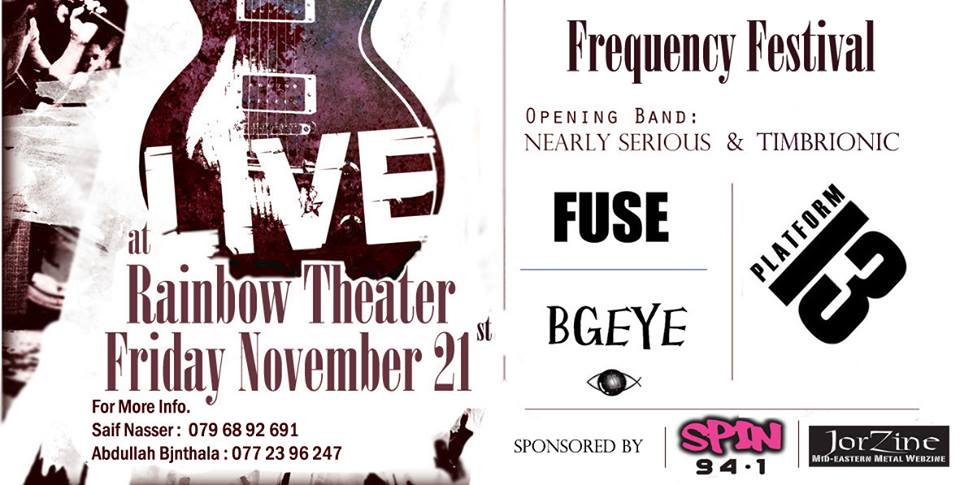 LIVE
at
Rainbow Theater
Friday November 21st
For More Info.
Saif Nasser : 079 68 92 691
Abdullah Bjnthala : 077 23 96 247
Frequency Festival
OPENING BAND:
NEARLY SERIOUS & TIMBRIONIC
FUSE
BGEYE
PLATFORM
13
SPONSORED BY
SPIN
94.1
JorZine
MID-EASTERN METAL WEBZINE